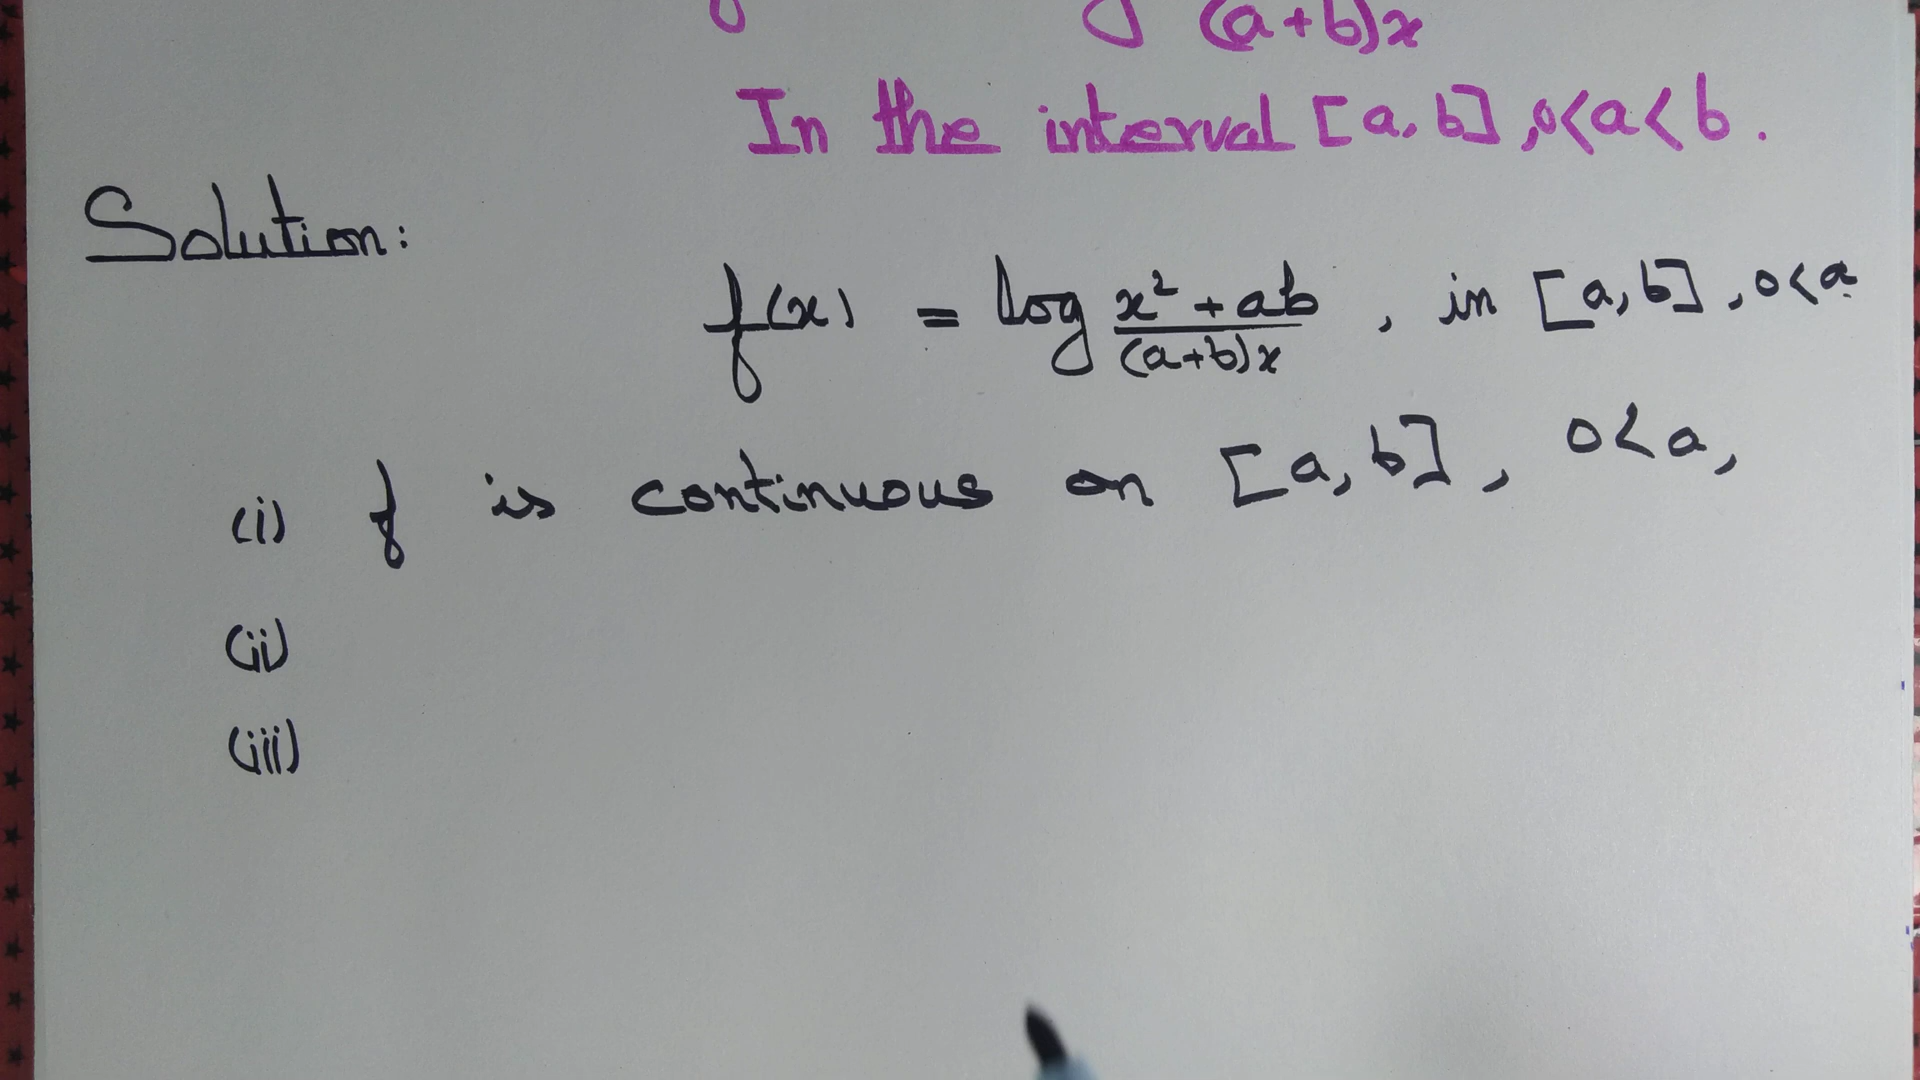 (a+b)x
In the interval [a, b], 0<a<b.
Solution:
f(x) = log x² + ab / (a+b)x , in [a, b], 0<a
(i) f is continuous on [a, b], 0<a,
(ii)
(iii)